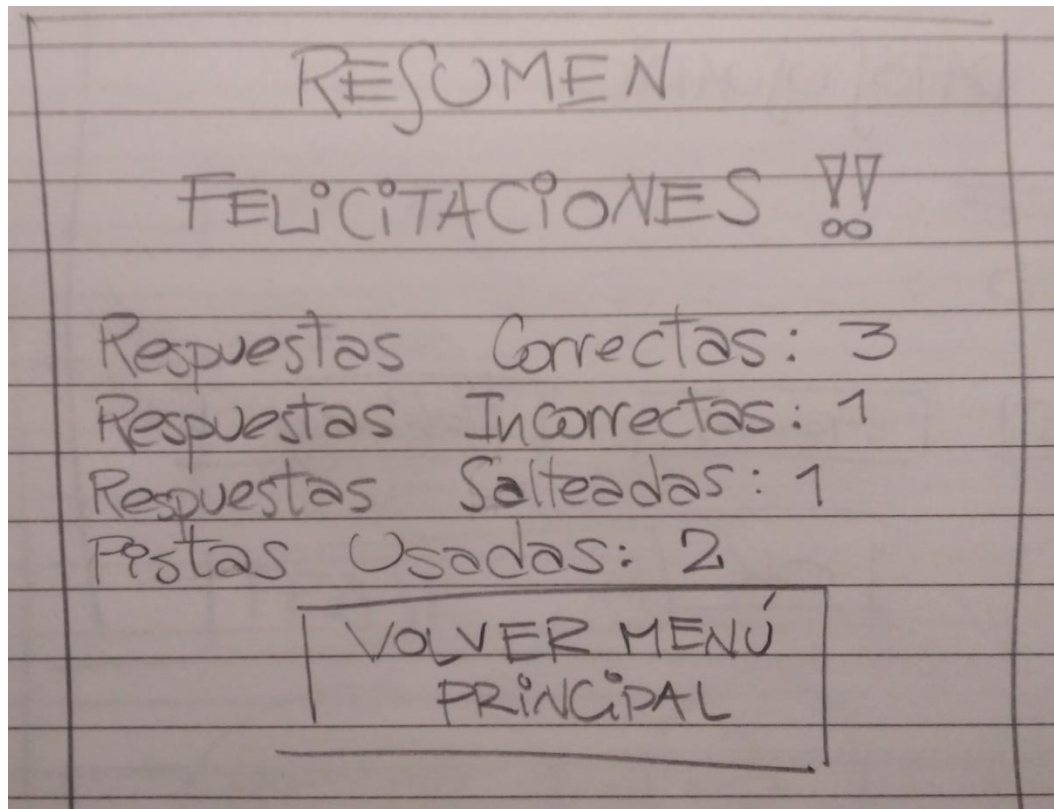 RESUMEN
FELICITACIONES !!
Respuestas Correctas: 3
Respuestas Incorrectas: 1
Respuestas Salteadas: 1
Pistas Usadas: 2
VOLVER MENÚ
PRINCIPAL